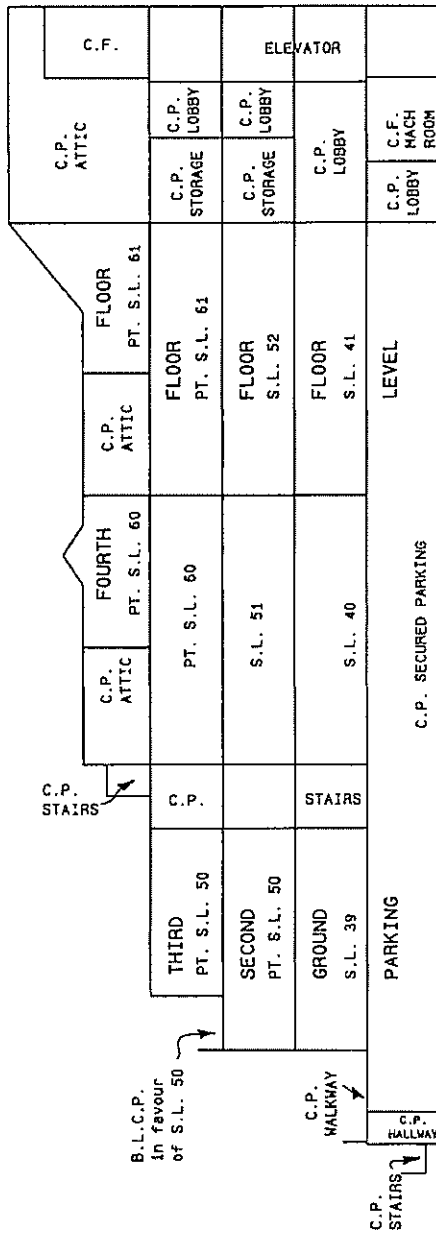 C.F.
C.P.
ATTIC
C.P.
STAIRS
C.P.
ATTIC
FOURTH
PT. S.L. 60
C.P.
ATTIC
FLOOR
PT. S.L. 61
B.L.C.P.
in favour
of S.L. 50
THIRD
PT. S.L. 50
C.P.
PT. S.L. 60
FLOOR
PT. S.L. 61
C.P.
STORAGE
C.P.
LOBBY
SECOND
PT. S.L. 50
S.L. 51
FLOOR
S.L. 52
C.P.
STORAGE
C.P.
LOBBY
ELEVATOR
C.P.
WALKWAY
GROUND
S.L. 39
STAIRS
S.L. 40
FLOOR
S.L. 41
C.P.
LOBBY
C.P.
STAIRS
C.P.
HALLWAY
PARKING
LEVEL
C.P. SECURED PARKING
C.P.
LOBBY
C.F.
MACH
ROOM